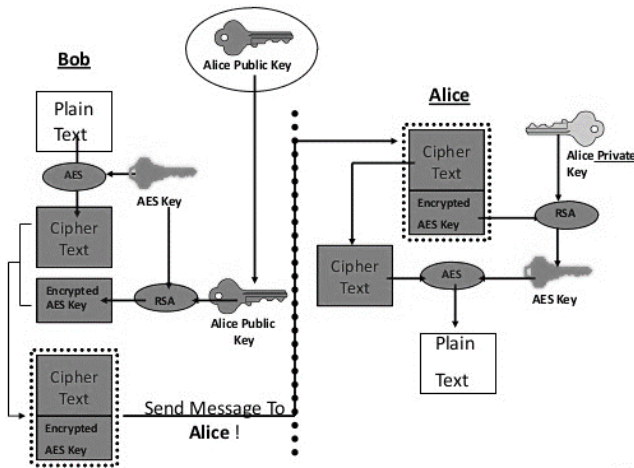 Alice Public Key
Bob
Plain
Text
AES
AES Key
Cipher
Text
Encrypted
AES Key
RSA
Alice Public
Key
Cipher
Text
Encrypted
AES Key
Send Message To
Alice !
Alice
Cipher
Text
Encrypted
AES Key
Alice Private
Key
RSA
Cipher
Text
AES
AES Key
Plain
Text